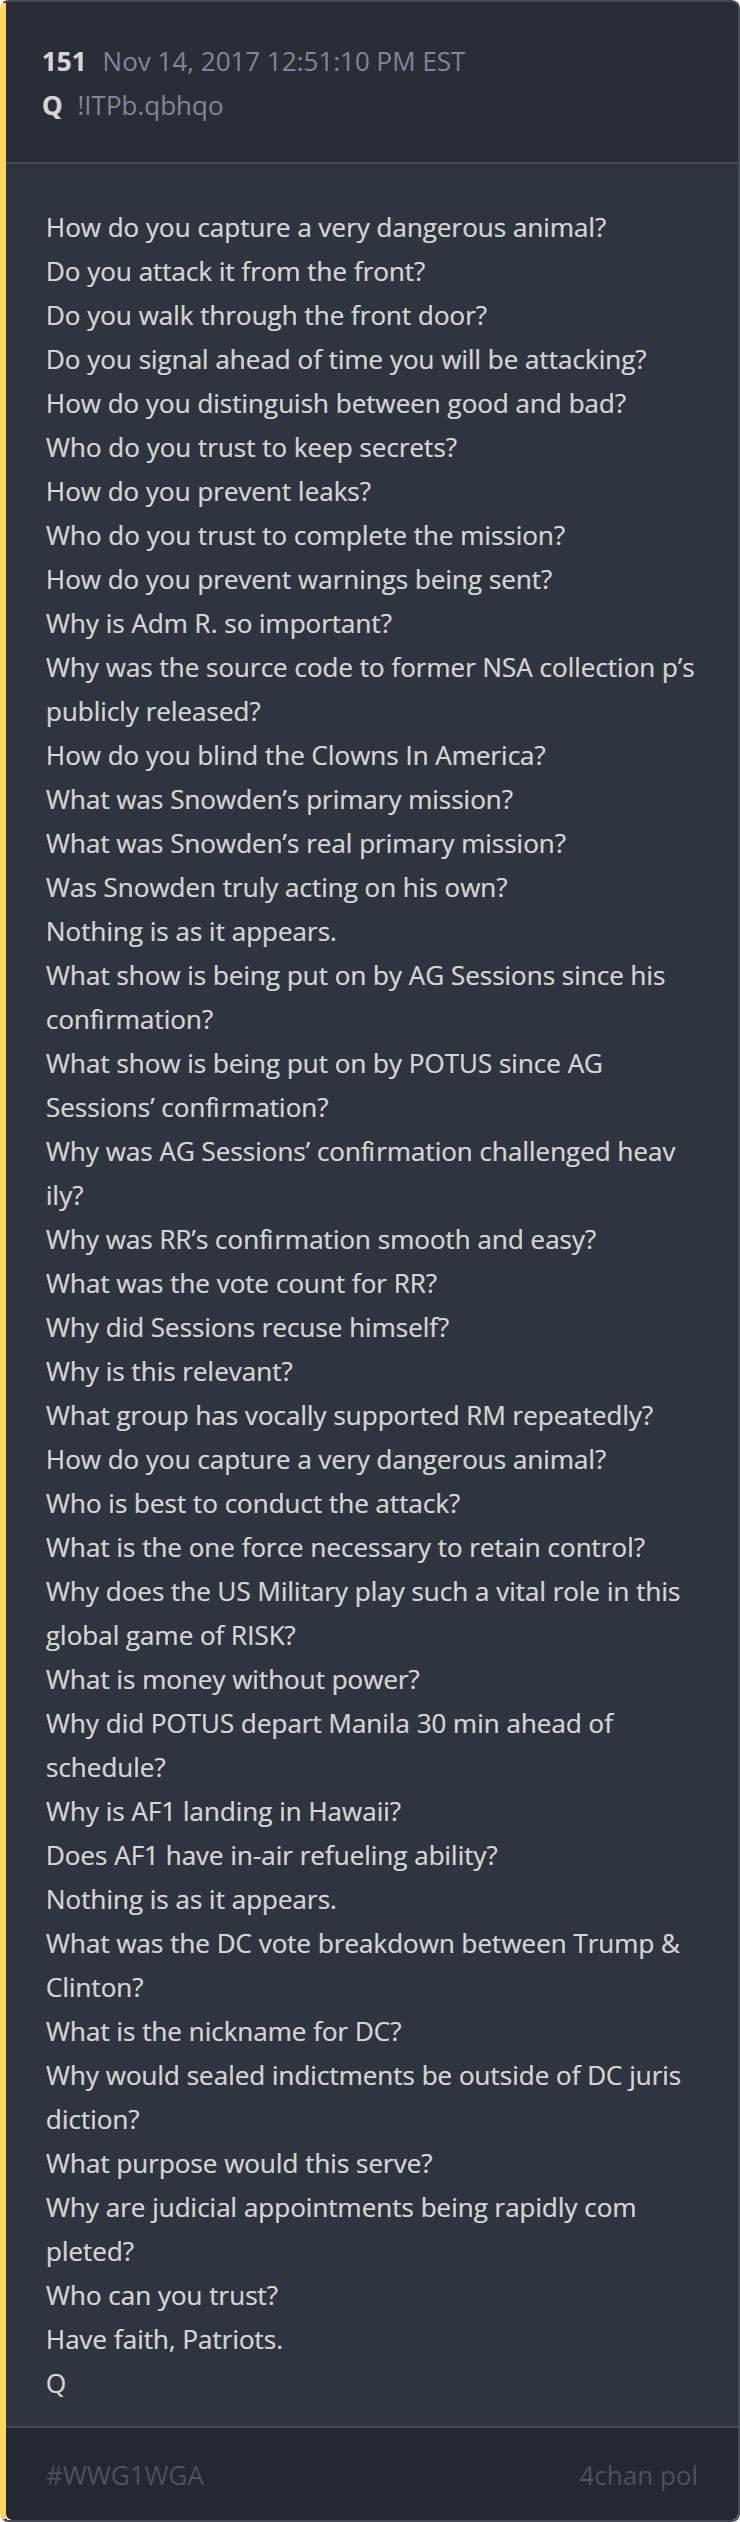 151 Nov 14, 2017 12:51:10 PM EST
Q !ITPb.qbhqo
How do you capture a very dangerous animal?
Do you attack it from the front?
Do you walk through the front door?
Do you signal ahead of time you will be attacking?
How do you distinguish between good and bad?
Who do you trust to keep secrets?
How do you prevent leaks?
Who do you trust to complete the mission?
How do you prevent warnings being sent?
Why is Adm R. so important?
Why was the source code to former NSA collection p’s
publicly released?
How do you blind the Clowns In America?
What was Snowden’s primary mission?
What was Snowden’s real primary mission?
Was Snowden truly acting on his own?
Nothing is as it appears.
What show is being put on by AG Sessions since his
confirmation?
What show is being put on by POTUS since AG
Sessions’ confirmation?
Why was AG Sessions’ confirmation challenged heav
ily?
Why was RR’s confirmation smooth and easy?
What was the vote count for RR?
Why did Sessions recuse himself?
Why is this relevant?
What group has vocally supported RM repeatedly?
How do you capture a very dangerous animal?
Who is best to conduct the attack?
What is the one force necessary to retain control?
Why does the US Military play such a vital role in this
global game of RISK?
What is money without power?
Why did POTUS depart Manila 30 min ahead of
schedule?
Why is AF1 landing in Hawaii?
Does AF1 have in-air refueling ability?
Nothing is as it appears.
What was the DC vote breakdown between Trump &
Clinton?
What is the nickname for DC?
Why would sealed indictments be outside of DC juris
diction?
What purpose would this serve?
Why are judicial appointments being rapidly com
pleted?
Who can you trust?
Have faith, Patriots.
Q
#WWG1WGA 4chan pol